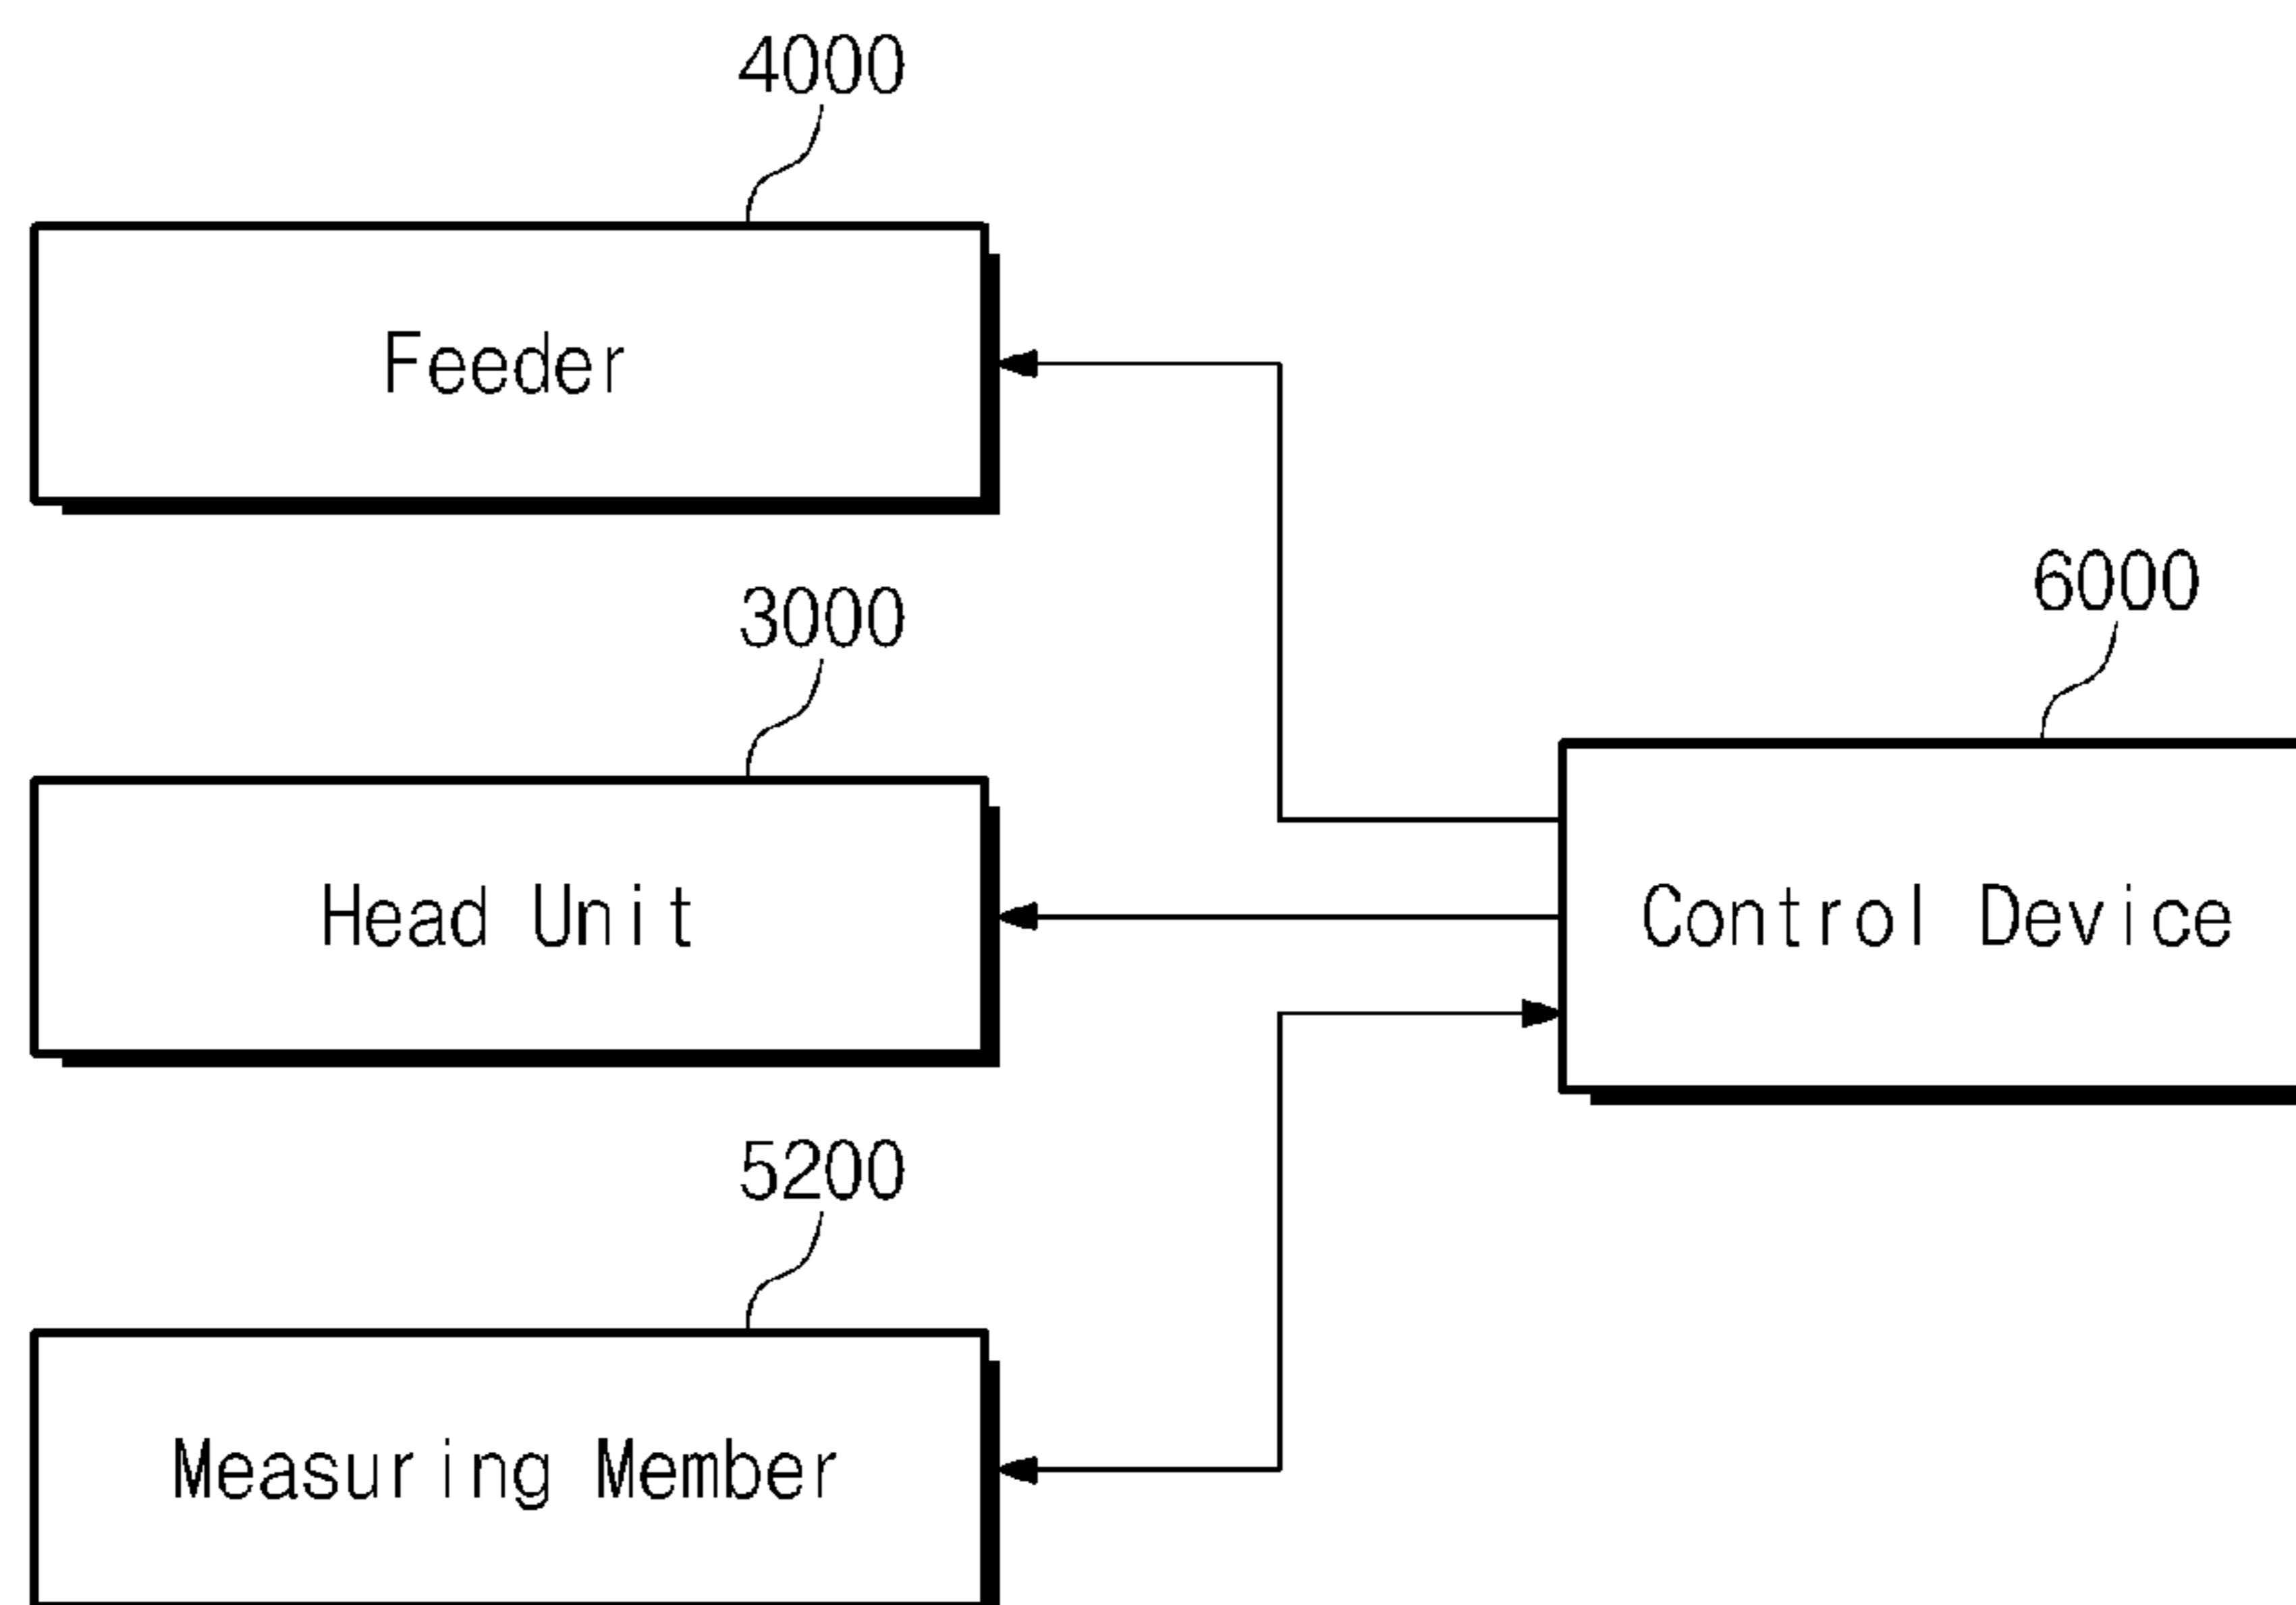 4000
Feeder
3000
Head Unit
5200
Measuring Member
6000
Control Device